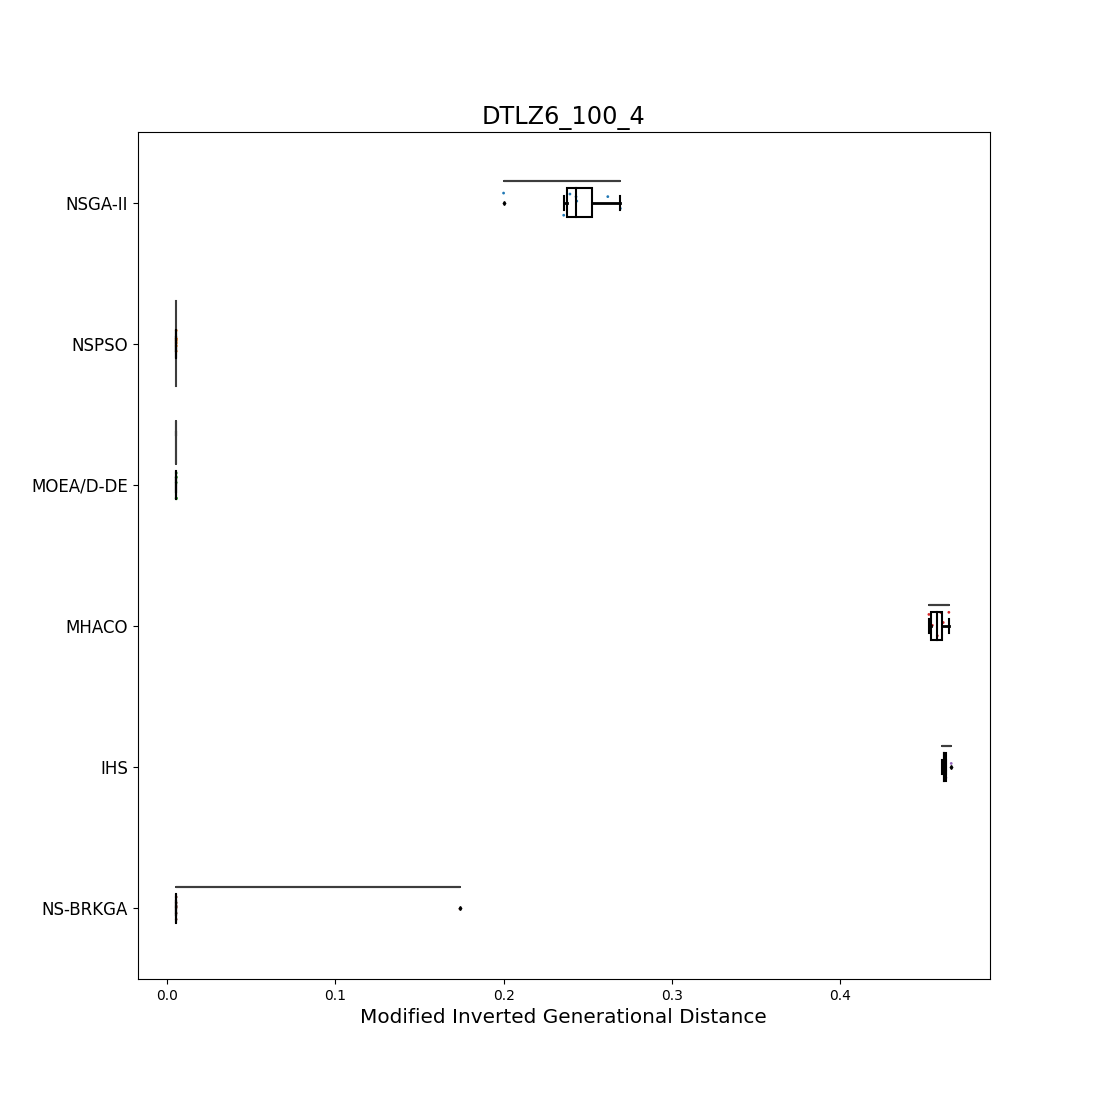 DTLZ6_100_4
NSGA-II
NSPSO
MOEA/D-DE
MHACO
IHS
NS-BRKGA
0.0 0.1 0.2 0.3 0.4
Modified Inverted Generational Distance